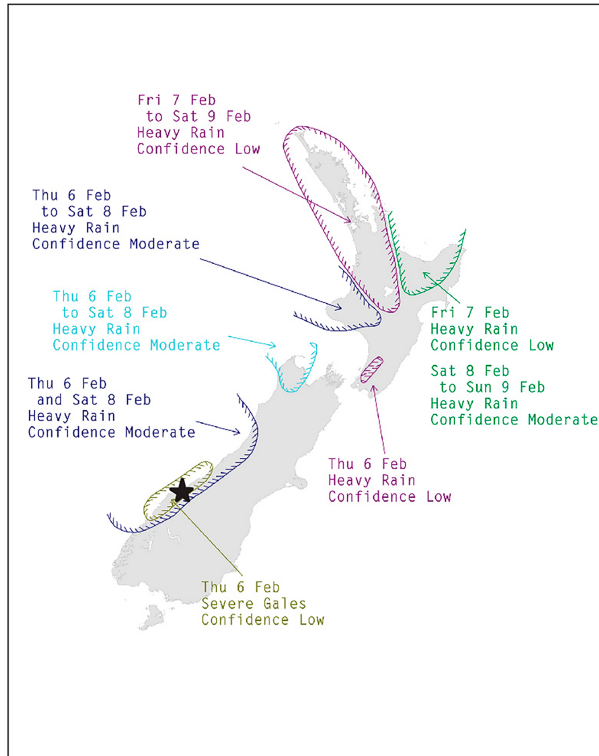 Fri 7 Feb
to Sat 9 Feb
Heavy Rain
Confidence Low
Thu 6 Feb
to Sat 8 Feb
Heavy Rain
Confidence Moderate
Thu 6 Feb
to Sat 8 Feb
Heavy Rain
Confidence Moderate
Fri 7 Feb
Heavy Rain
Confidence Low
Sat 8 Feb
to Sun 9 Feb
Heavy Rain
Confidence Moderate
Thu 6 Feb
and Sat 8 Feb
Heavy Rain
Confidence Moderate
Thu 6 Feb
Heavy Rain
Confidence Low
Thu 6 Feb
Severe Gales
Confidence Low